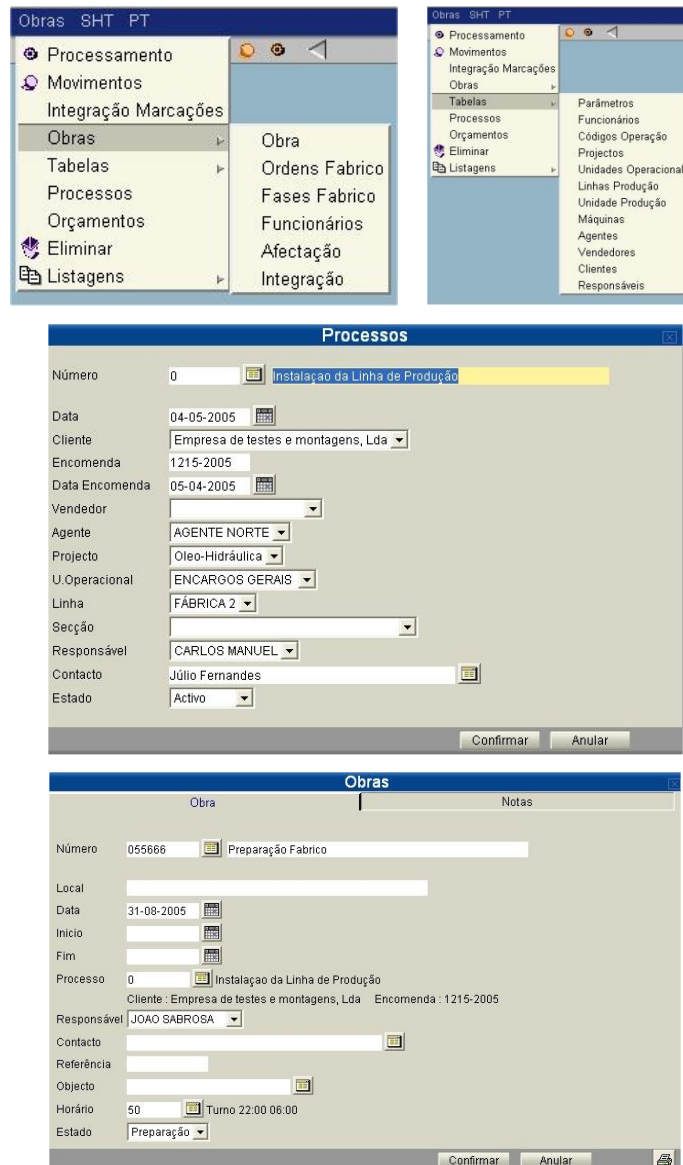 Obras SHT PT
Processamento
Movimentos
Integração Marcações
Obras
Tabelas
Processos
Orçamentos
Eliminar
Listagens
Obra
Ordens Fabrico
Fases Fabrico
Funcionários
Afectação
Integração
Obras SHT PT
Processamento
Movimentos
Integração Marcações
Obras
Tabelas
Processos
Orçamentos
Eliminar
Listagens
Parâmetros
Funcionários
Códigos Operação
Projectos
Unidades Operacional
Linhas Produção
Unidade Produção
Máquinas
Agentes
Vendedores
Clientes
Responsáveis
Processos
Número 0 Instalaçao da Linha de Produção
Data 04-05-2005
Cliente Empresa de testes e montagens, Lda
Encomenda 1215-2005
Data Encomenda 05-04-2005
Vendedor
Agente AGENTE NORTE
Projecto Oleo-Hidráulica
U.Operacional ENCARGOS GERAIS
Linha FÁBRICA 2
Secção
Responsável CARLOS MANUEL
Contacto Júlio Fernandes
Estado Activo
Confirmar Anular
Obras
Obra Notas
Número 055666 Preparação Fabrico
Local
Data 31-08-2005
Inicio
Fim
Processo 0 Instalaçao da Linha de Produção
Cliente : Empresa de testes e montagens, Lda Encomenda : 1215-2005
Responsável JOAO SABROSA
Contacto
Referência
Objecto
Horário 50 Turno 22:00 06:00
Estado Preparação
Confirmar Anular